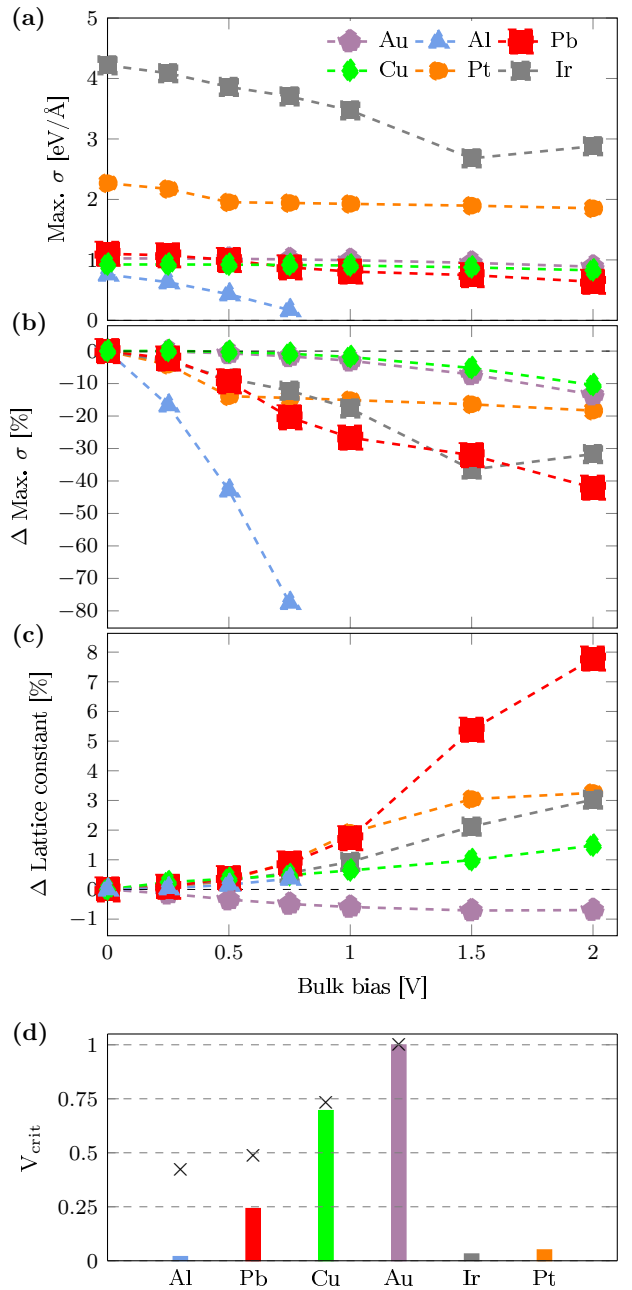 (a)
Au Al Pb
Cu Pt Ir
Max. σ [eV/Å]
5
4
3
2
1
0
(b)
Δ Max. σ [%]
0
−10
−20
−30
−40
−50
−60
−70
−80
(c)
Δ Lattice constant [%]
8
7
6
5
4
3
2
1
0
−1
0 0.5 1 1.5 2
Bulk bias [V]
(d)
V_crit
1
0.75
0.5
0.25
0
Al Pb Cu Au Ir Pt